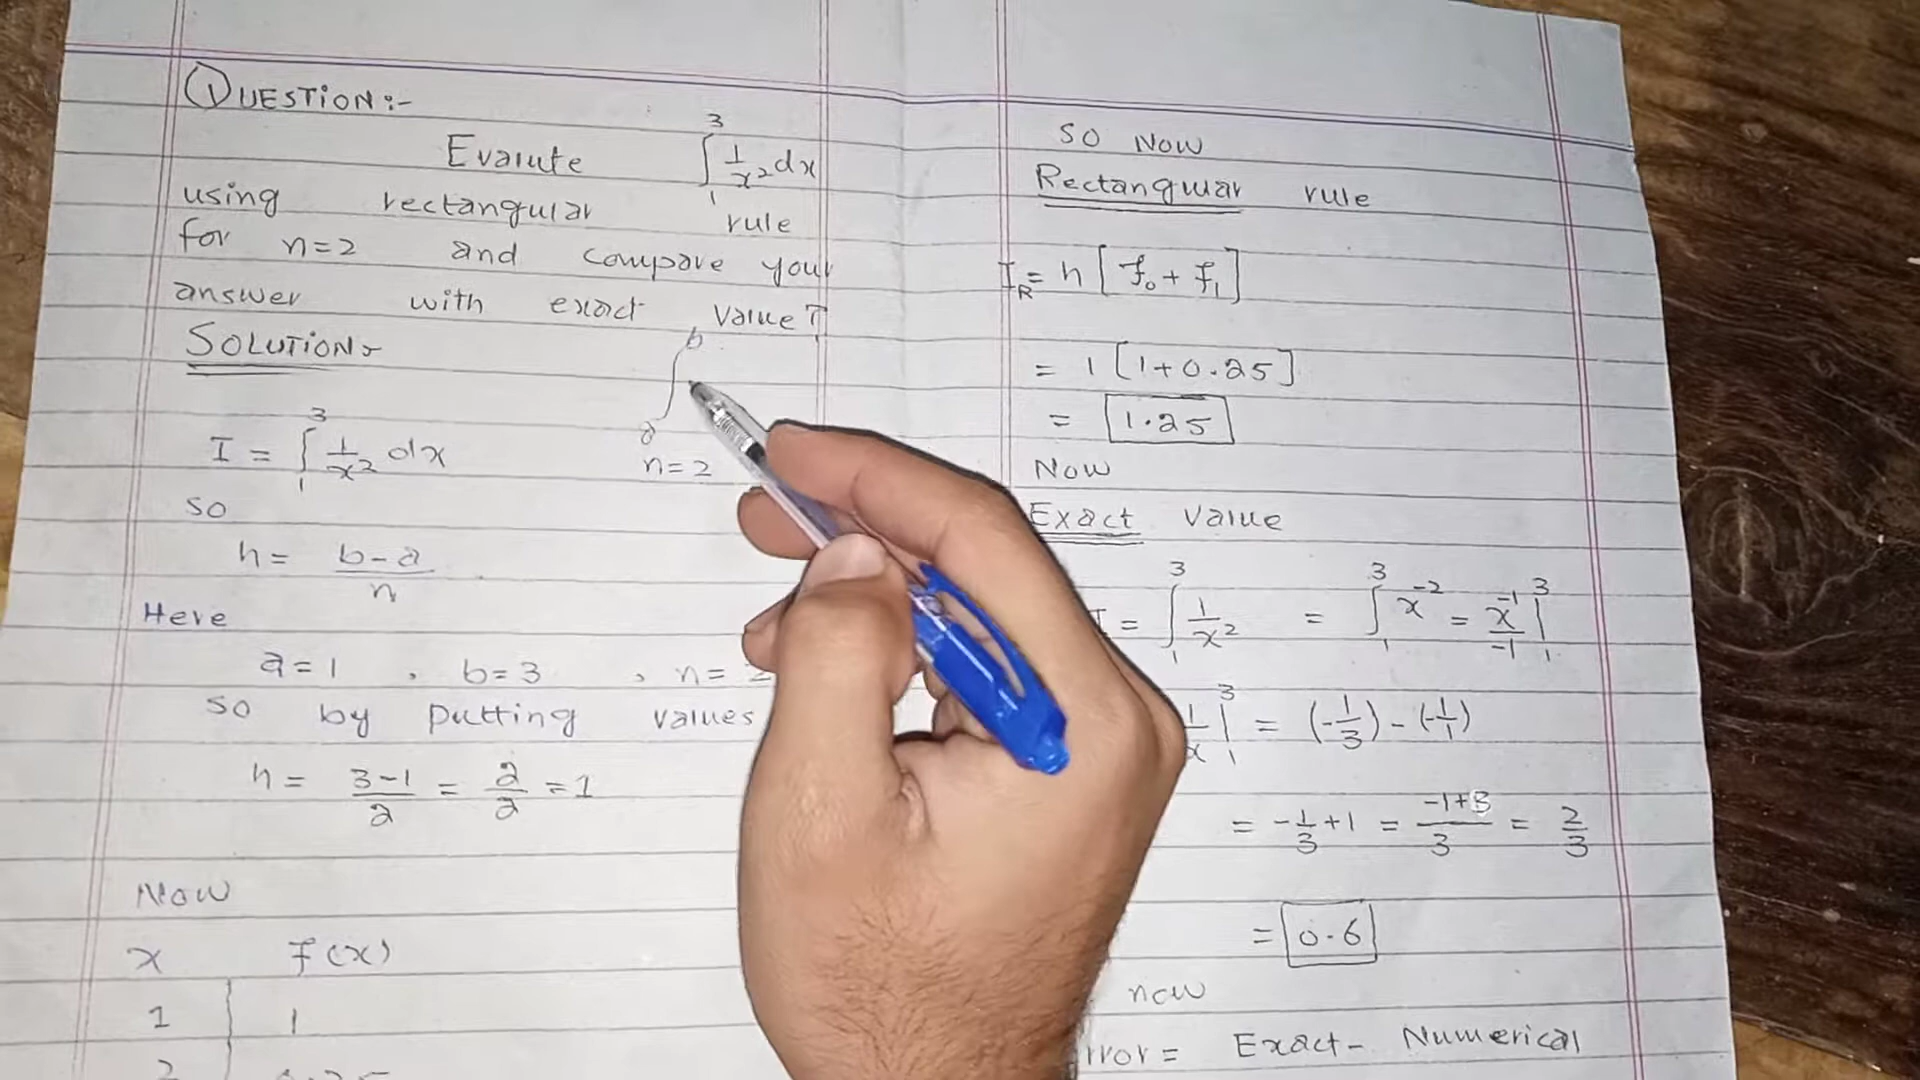 QUESTION:-
Evalute ∫₁³ 1/x² dx
using rectangular rule
for n=2 and compare your
answer with exact value?
SOLUTION:-
b
I = ∫₁³ 1/x² dx
a
n=2
so
h = b-a/n
Here
a=1 , b=3 , n=
so by putting values
h = 3-1/2 = 2/2 = 1
Now
x f(x)
1 1
2
so Now
Rectangular rule
I_R = h [f₀ + f₁]
= 1 [1+0.25]
= 1.25
Now
Exact value
I = ∫₁³ 1/x² = ∫₁³ x⁻² = x⁻¹/-1 |₁³
1/x |₁³ = (-1/3) - (-1/1)
= -1/3 + 1 = -1+3/3 = 2/3
= 0.6
now
= Exact - Numerical